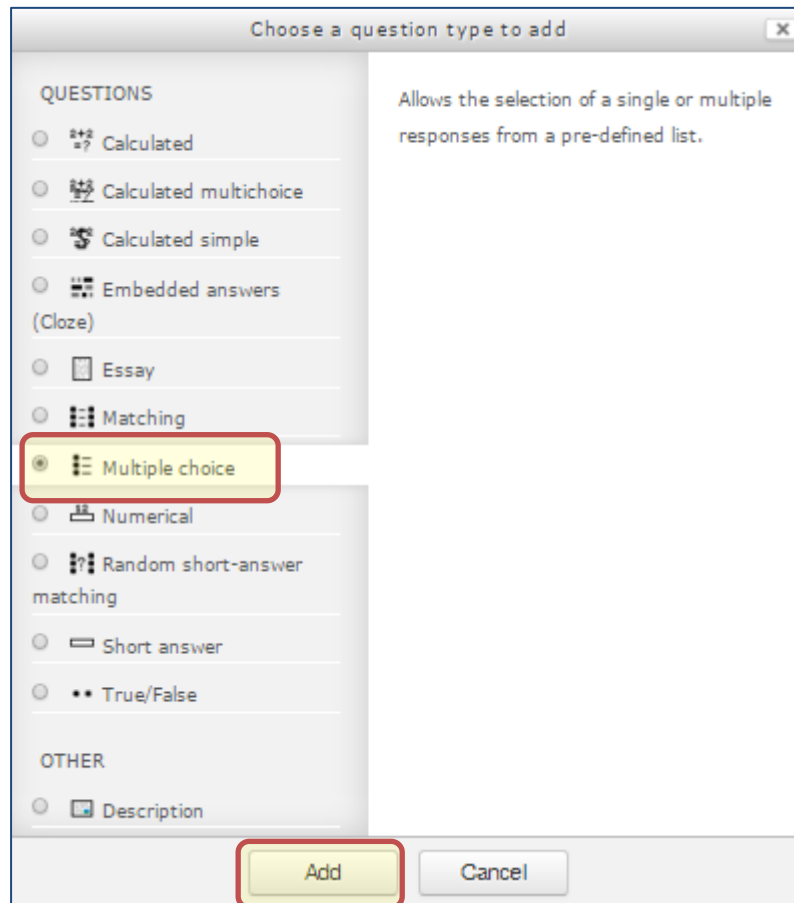 Choose a question type to add
QUESTIONS
Calculated
Calculated multichoice
Calculated simple
Embedded answers
(Cloze)
Essay
Matching
Multiple choice
Numerical
Random short-answer
matching
Short answer
True/False
OTHER
Description
Allows the selection of a single or multiple
responses from a pre-defined list.
Add
Cancel